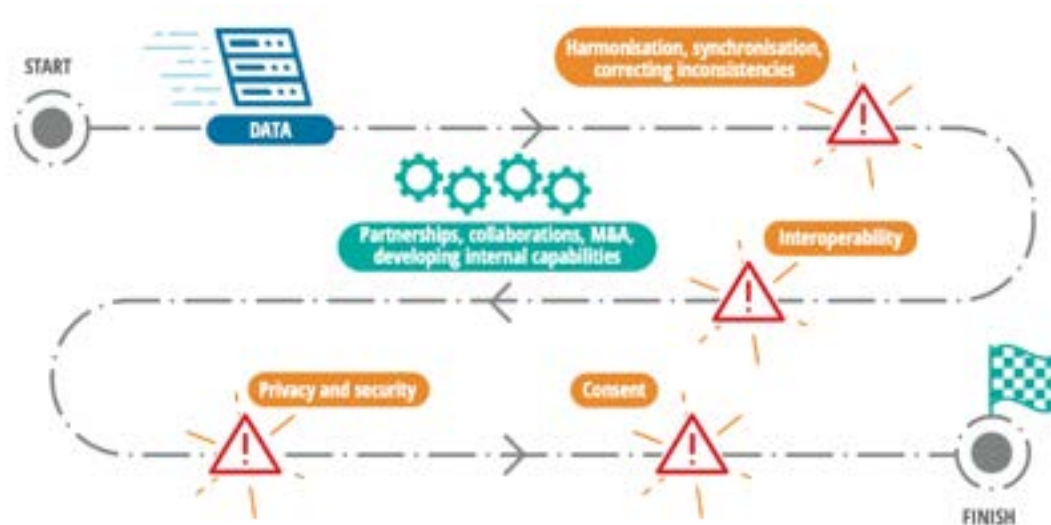 START
DATA
Harmonisation, synchronisation,
correcting inconsistencies
Partnerships, collaborations, M&A,
developing internal capabilities
Interoperability
Privacy and security
Consent
FINISH